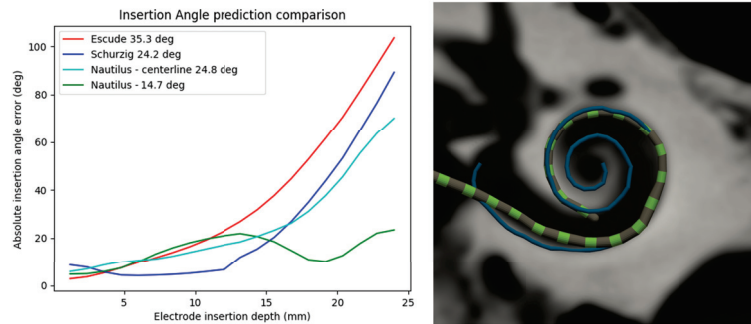 Insertion Angle prediction comparison
Escude 35.3 deg
Schurzig 24.2 deg
Nautilus - centerline 24.8 deg
Nautilus - 14.7 deg
Absolute insertion angle error (deg)
100
80
60
40
20
0
5
10
15
20
25
Electrode insertion depth (mm)